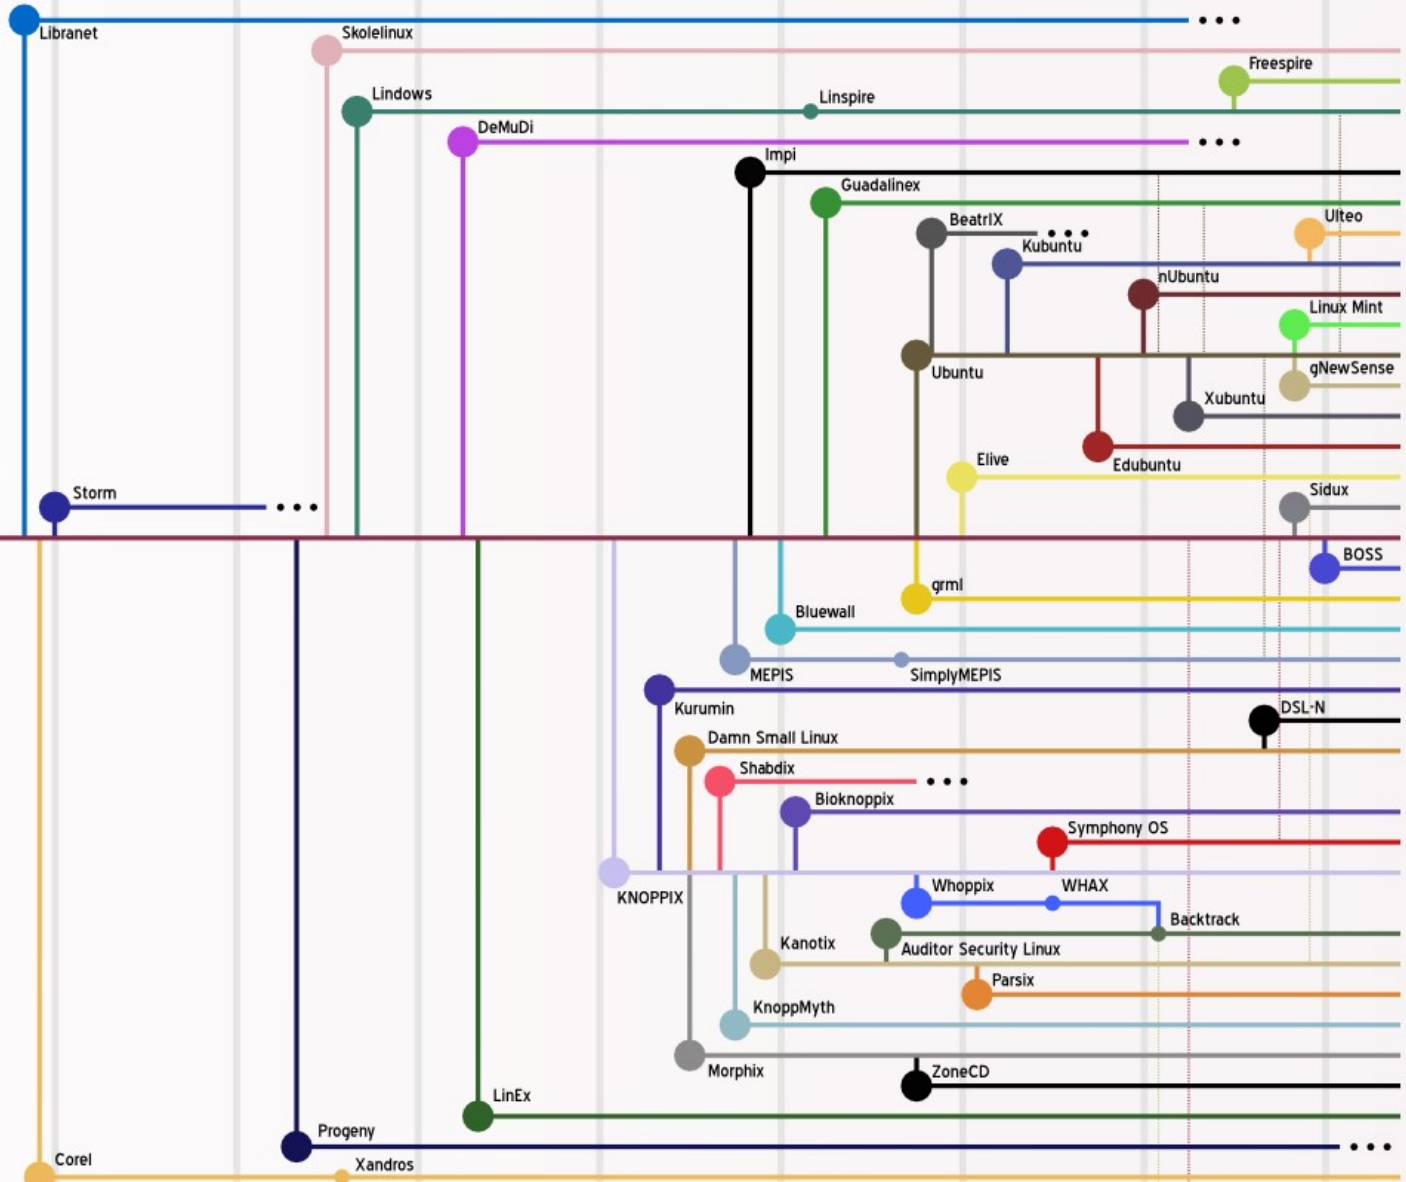 Libranet
Skolelinux
Freespire
Lindows
Linspire
DeMuDi
Impi
Guadalinex
BeatrIX
Ulteo
Kubuntu
nUbuntu
Linux Mint
Ubuntu
gNewSense
Xubuntu
Edubuntu
Elive
Storm
Sidux
BOSS
grml
Bluewall
MEPIS
SimplyMEPIS
Kurumin
DSL-N
Damn Small Linux
Shabdix
Bioknoppix
Symphony OS
KNOPPIX
Whoppix
WHAX
Backtrack
Kanotix
Auditor Security Linux
Parsix
KnoppMyth
Morphix
ZoneCD
LinEx
Progeny
Corel
Xandros